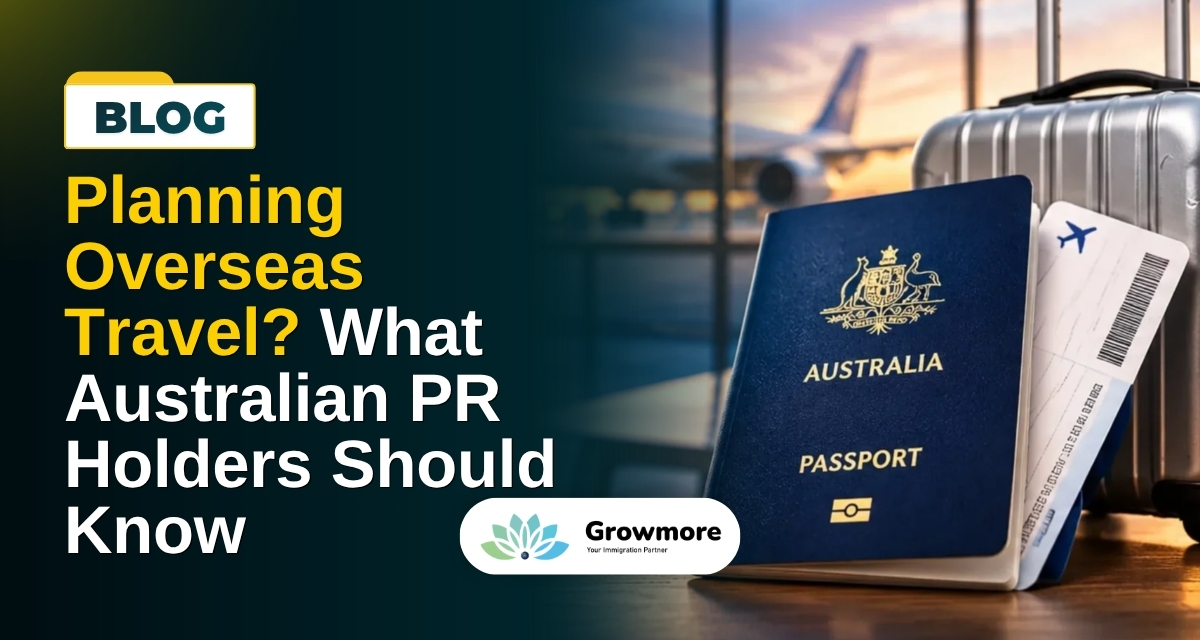 BLOG
Planning
Overseas
Travel? What
Australian PR
Holders Should
Know
Growmore
Your Immigration Partner
AUSTRALIA
PASSPORT